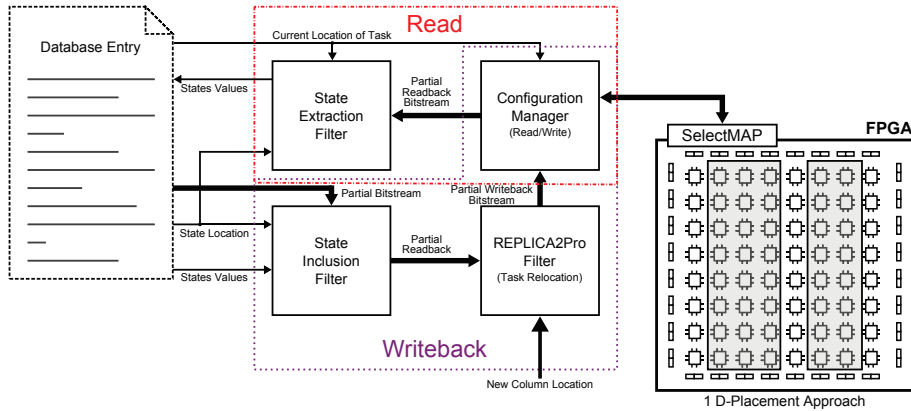 Read
Database Entry
Current Location of Task
States Values
State
Extraction
Filter
Partial
Readback
Bitstream
Configuration
Manager
(Read/Write)
SelectMAP
FPGA
Partial Bitstream
Partial Writeback
Bitstream
State Location
State
Inclusion
Filter
Partial
Readback
REPLICA2Pro
Filter
(Task Relocation)
States Values
Writeback
New Column Location
1 D-Placement Approach